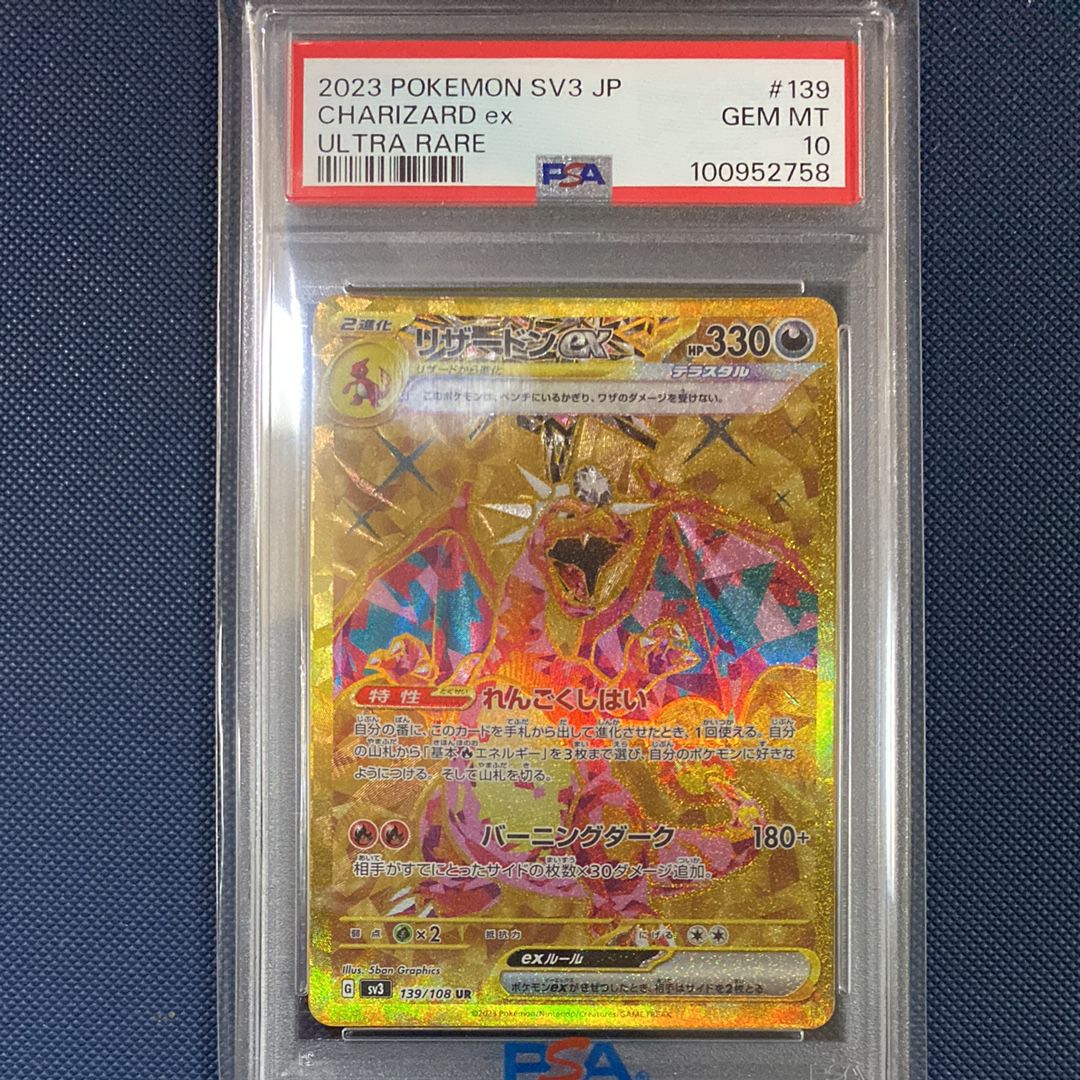 2023 POKEMON SV3 JP #139
CHARIZARD ex GEM MT
ULTRA RARE 10
PSA 100952758
2進化 リザードンex HP330
リザードから進化 テラスタル
このポケモンは、ベンチにいるかぎり、ワザのダメージを受けない。
特性 とくせい れんごくしはい
自分の番に、このカードを手札から出して進化させたとき、1回使える。自分
の山札から「基本エネルギー」を3枚まで選び、自分のポケモンに好きな
ようにつける。そして山札を切る。
バーニングダーク 180+
相手がすでにとったサイドの枚数×30ダメージ追加。
弱点 ×2 抵抗力 にげる
exルール
ポケモンexがきぜつしたとき、相手はサイドを2枚とる
Illus. 5ban Graphics
G sv3 139/108 UR
©2023 Pokémon/Nintendo/Creatures/GAME FREAK
PSA